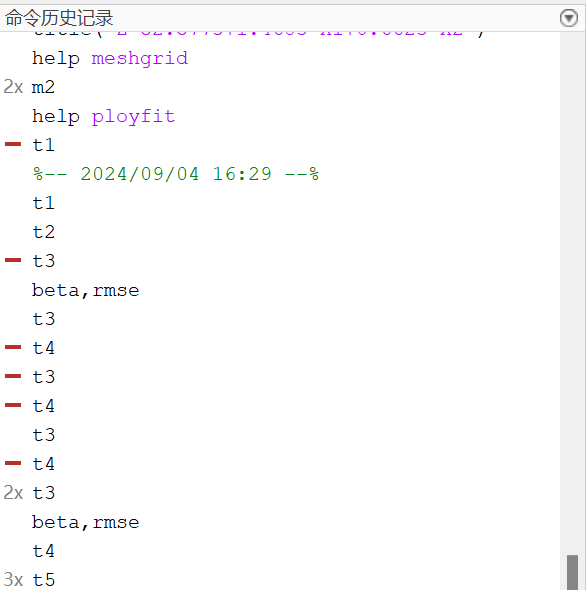 命令历史记录
help meshgrid
2x m2
help ployfit
t1
%-- 2024/09/04 16:29 --%
t1
t2
t3
beta,rmse
t3
t4
t3
t4
t3
t4
2x t3
beta,rmse
t4
3x t5